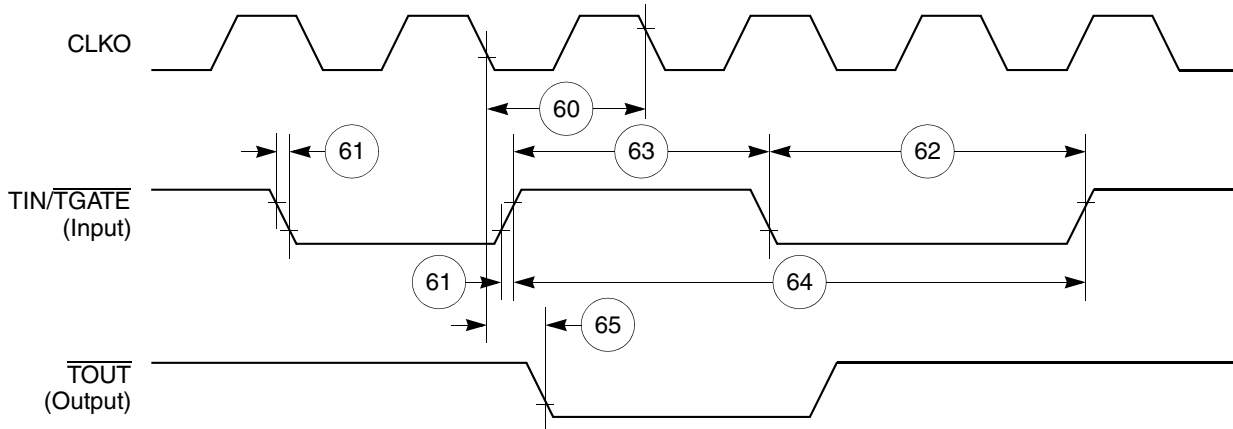 CLKO
60
61
63
62
TIN/TGATE
(Input)
61
64
65
TOUT
(Output)